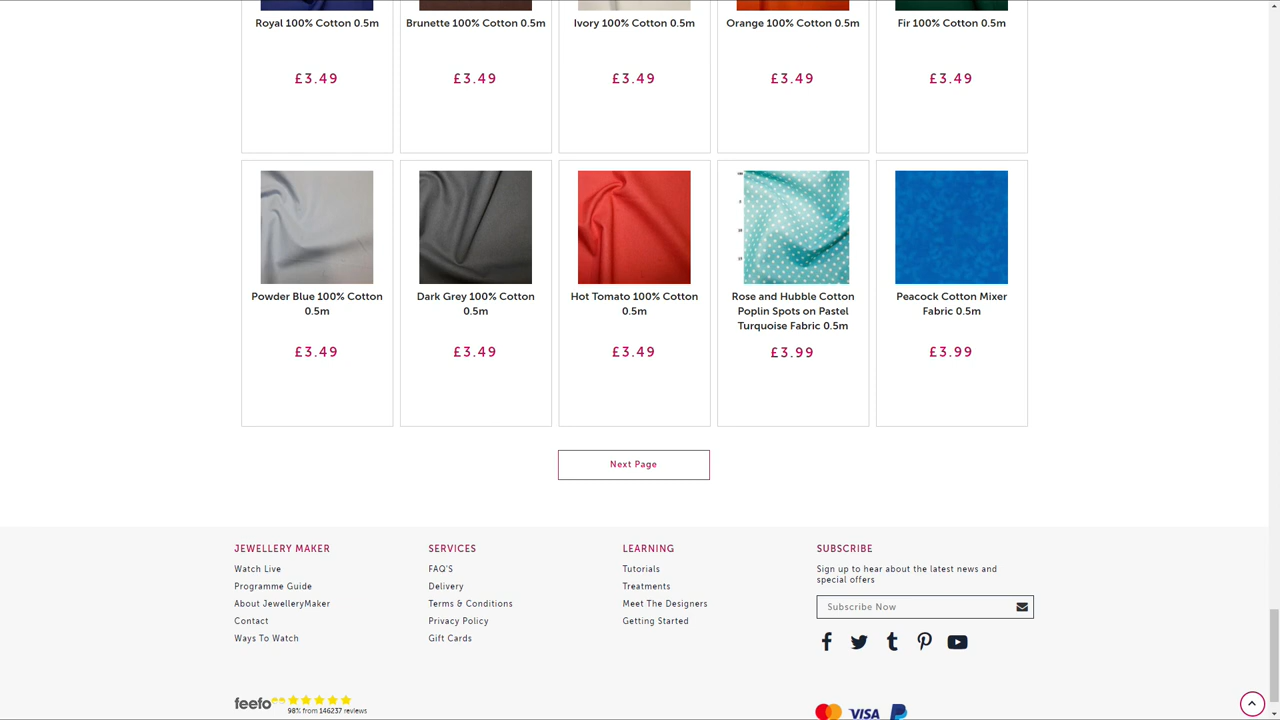 Royal 100% Cotton 0.5m
Brunette 100% Cotton 0.5m
Ivory 100% Cotton 0.5m
Orange 100% Cotton 0.5m
Fir 100% Cotton 0.5m
£3.49
£3.49
£3.49
£3.49
£3.49
Powder Blue 100% Cotton
0.5m
Dark Grey 100% Cotton
0.5m
Hot Tomato 100% Cotton
0.5m
Rose and Hubble Cotton
Poplin Spots on Pastel
Turquoise Fabric 0.5m
Peacock Cotton Mixer
Fabric 0.5m
£3.49
£3.49
£3.49
£3.99
£3.99
Next Page
JEWELLERY MAKER
Watch Live
Programme Guide
About JewelleryMaker
Contact
Ways To Watch
SERVICES
FAQ'S
Delivery
Terms & Conditions
Privacy Policy
Gift Cards
LEARNING
Tutorials
Treatments
Meet The Designers
Getting Started
SUBSCRIBE
Sign up to hear about the latest news and
special offers
Subscribe Now
feefo
98% from 146237 reviews
VISA